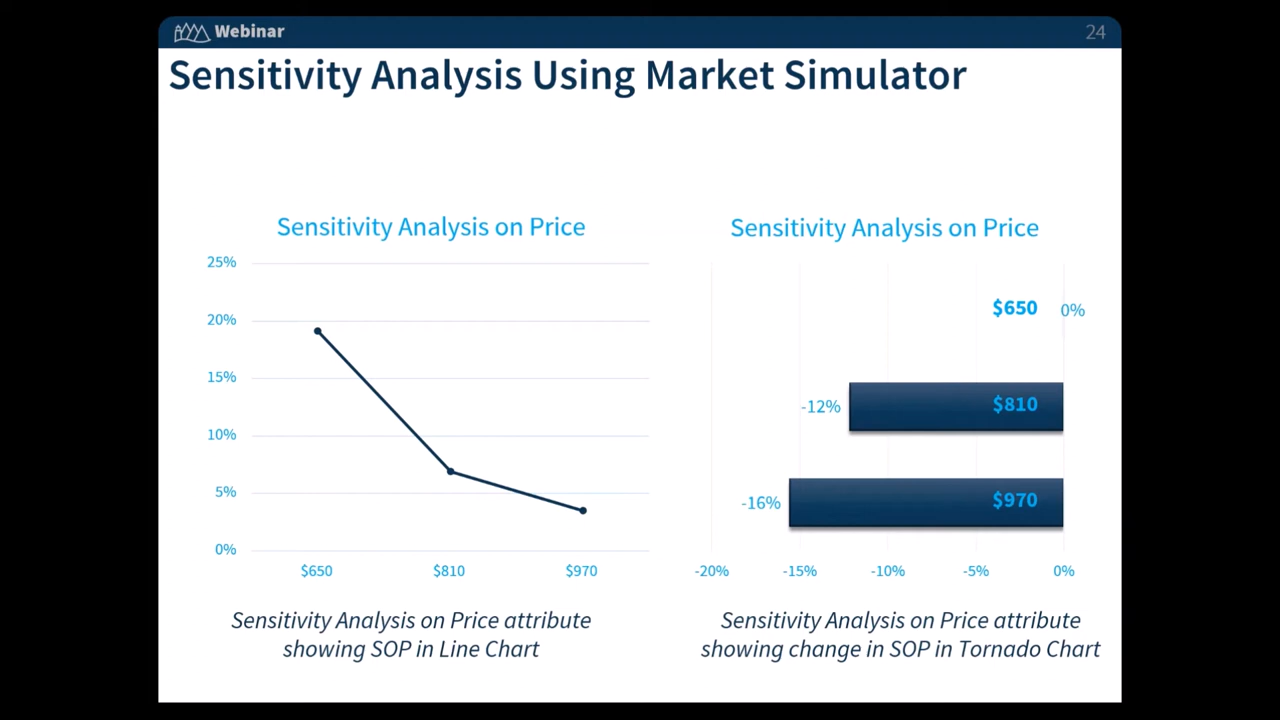 Webinar
24
Sensitivity Analysis Using Market Simulator
Sensitivity Analysis on Price
25%
20%
15%
10%
5%
0%
$650
$810
$970
Sensitivity Analysis on Price attribute
showing SOP in Line Chart
Sensitivity Analysis on Price
$650
0%
-12%
$810
-16%
$970
-20%
-15%
-10%
-5%
0%
Sensitivity Analysis on Price attribute
showing change in SOP in Tornado Chart